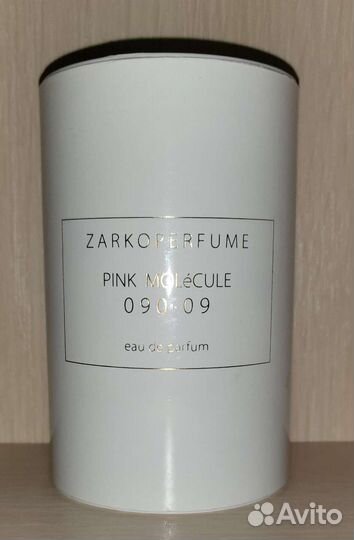 ZARKOPERFUME
PINK MOLéCULE
090·09
eau de parfum
Avito